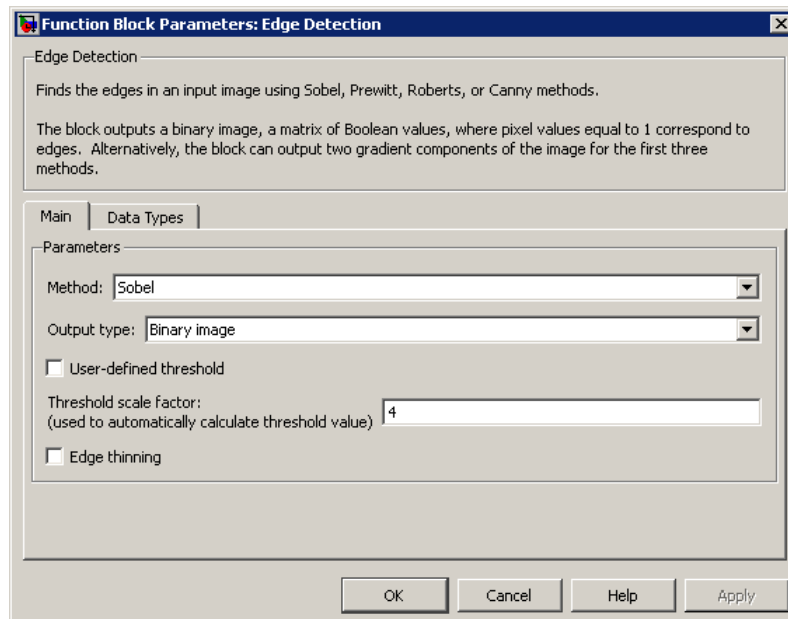 Function Block Parameters: Edge Detection
Edge Detection
Finds the edges in an input image using Sobel, Prewitt, Roberts, or Canny methods.
The block outputs a binary image, a matrix of Boolean values, where pixel values equal to 1 correspond to
edges. Alternatively, the block can output two gradient components of the image for the first three
methods.
Main Data Types
Parameters
Method: Sobel
Output type: Binary image
User-defined threshold
Threshold scale factor:
(used to automatically calculate threshold value) 4
Edge thinning
OK Cancel Help Apply